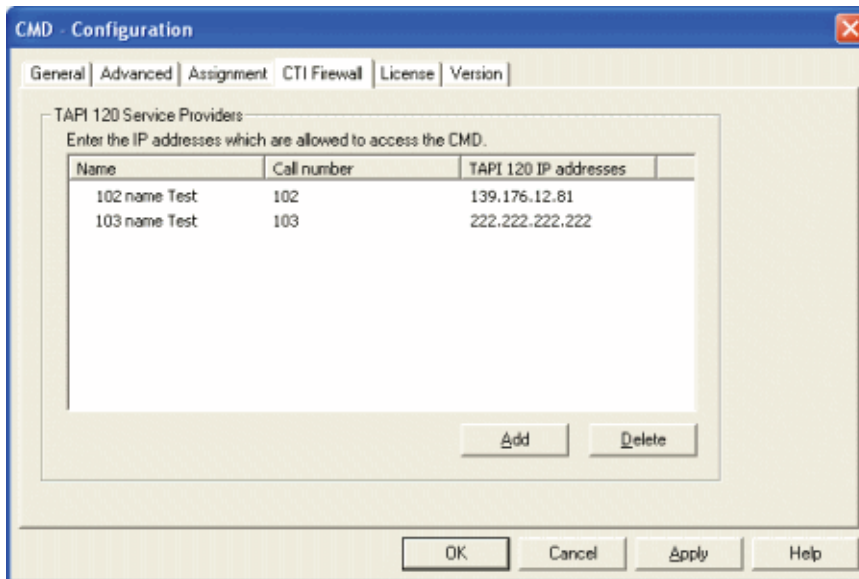 CMD - Configuration
General Advanced Assignment CTI Firewall License Version
TAPI 120 Service Providers
Enter the IP addresses which are allowed to access the CMD.
Name Call number TAPI 120 IP addresses
102 name Test 102 139.176.12.81
103 name Test 103 222.222.222.222
Add Delete
OK Cancel Apply Help